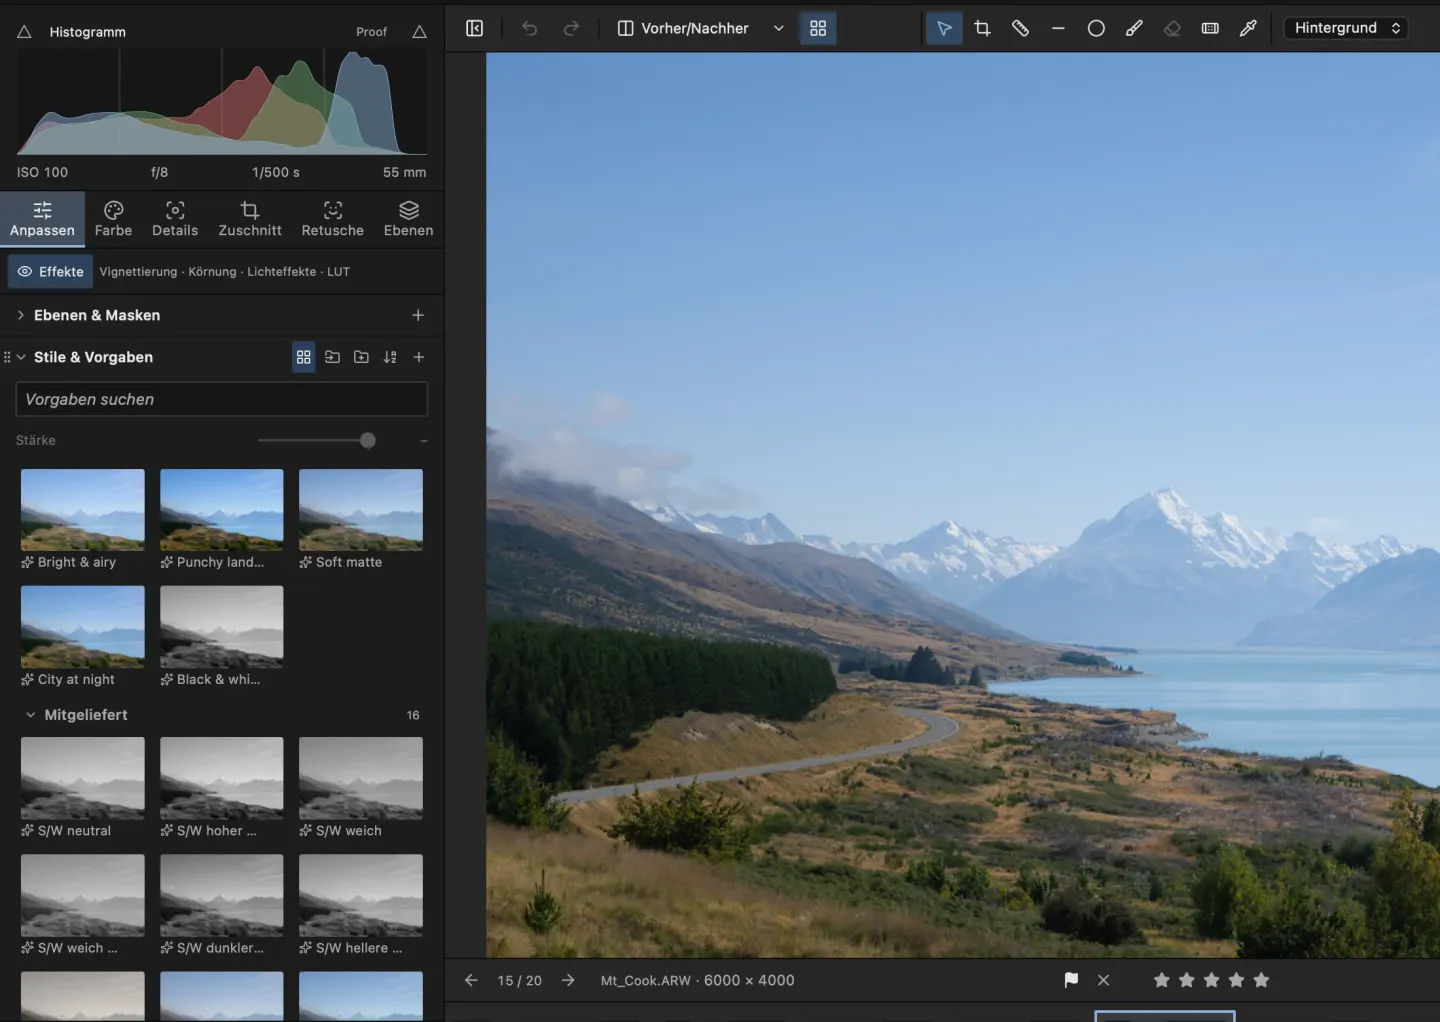 Histogramm Proof
ISO 100 f/8 1/500 s 55 mm
Anpassen Farbe Details Zuschnitt Retusche Ebenen
Effekte Vignettierung · Körnung · Lichteffekte · LUT
Ebenen & Masken
Stile & Vorgaben
Vorgaben suchen
Stärke –
Bright & airy Punchy land... Soft matte
City at night Black & whi...
Mitgeliefert 16
S/W neutral S/W hoher ... S/W weich
S/W weich ... S/W dunkler... S/W hellere ...
Vorher/Nachher Hintergrund
15 / 20 Mt_Cook.ARW · 6000 × 4000